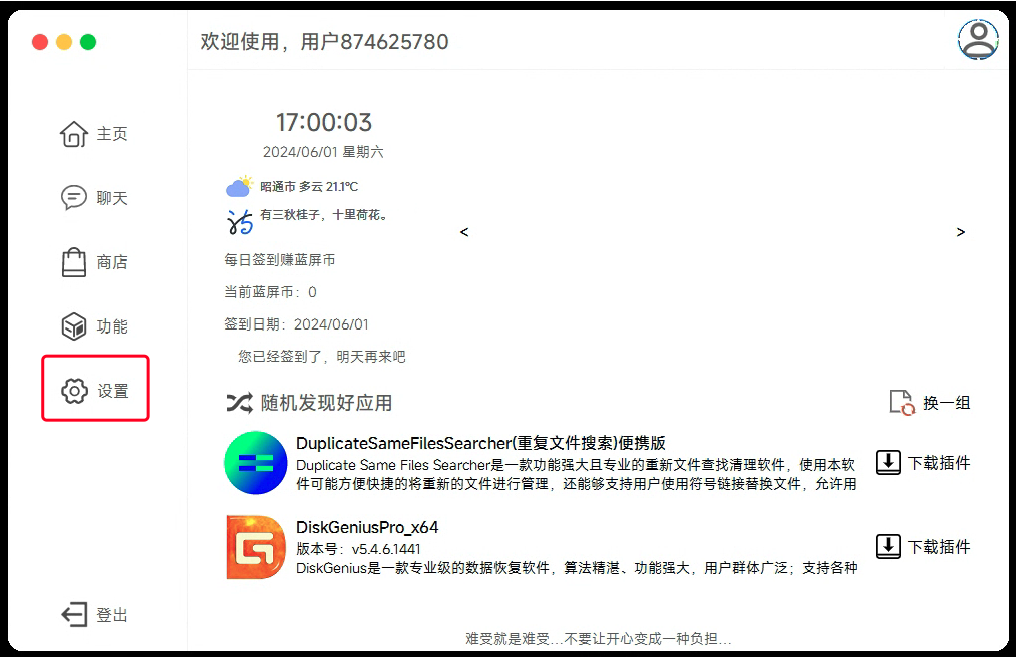 欢迎使用，用户874625780
主页
聊天
商店
功能
设置
登出
17:00:03
2024/06/01 星期六
昭通市 多云 21.1℃
有三秋桂子，十里荷花。
<
>
每日签到赚蓝屏币
当前蓝屏币：0
签到日期：2024/06/01
您已经签到了，明天再来吧
随机发现好应用
换一组
DuplicateSameFilesSearcher(重复文件搜索)便携版
Duplicate Same Files Searcher是一款功能强大且专业的重新文件查找清理软件，使用本软
件可能方便快捷的将重新的文件进行管理，还能够支持用户使用符号链接替换文件，允许用
下载插件
DiskGeniusPro_x64
版本号：v5.4.6.1441
DiskGenius是一款专业级的数据恢复软件，算法精湛、功能强大，用户群体广泛；支持各种
下载插件
难受就是难受...不要让开心变成一种负担...